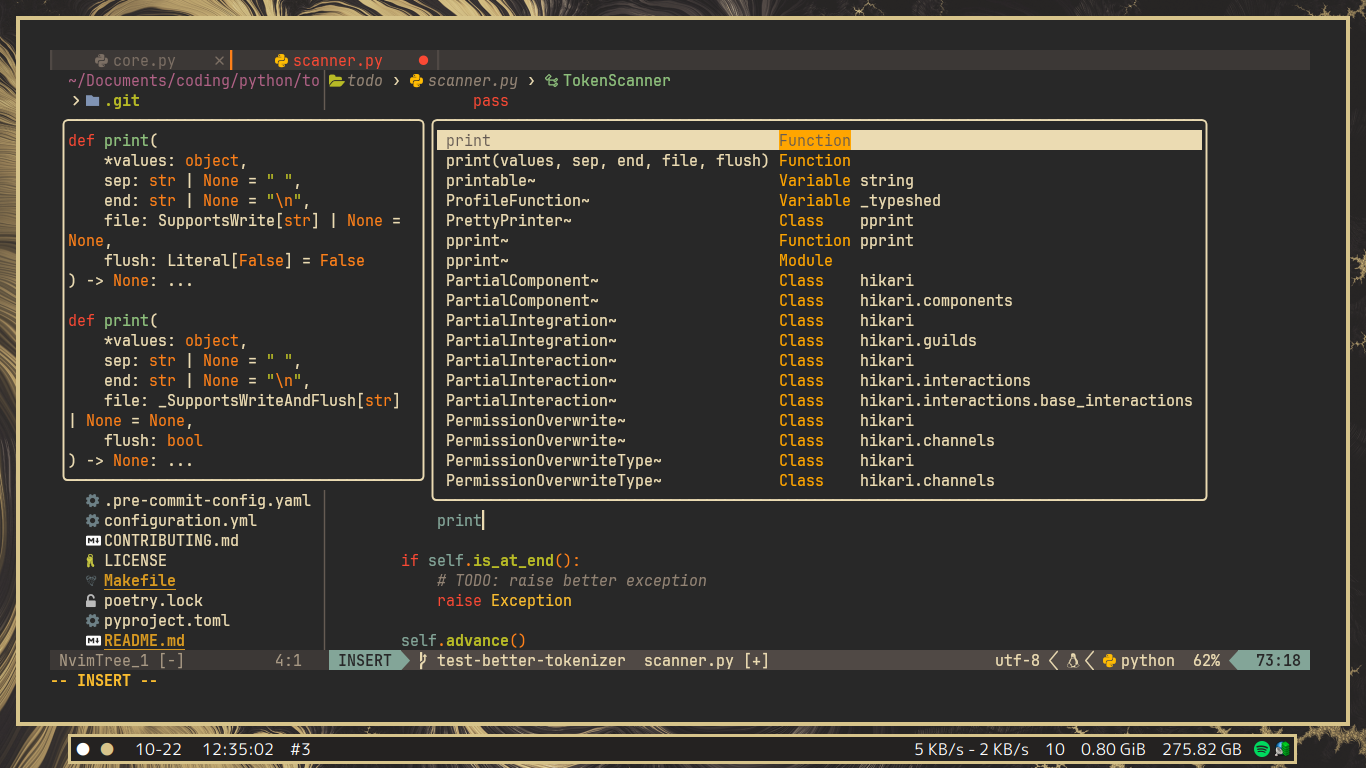 core.py × scanner.py
~/Documents/coding/python/to todo › scanner.py › TokenScanner
.git pass
def print(
*values: object,
sep: str | None = " ",
end: str | None = "\n",
file: SupportsWrite[str] | None =
None,
flush: Literal[False] = False
) -> None: ...
def print(
*values: object,
sep: str | None = " ",
end: str | None = "\n",
file: _SupportsWriteAndFlush[str]
| None = None,
flush: bool
) -> None: ...
print Function
print(values, sep, end, file, flush) Function
printable~ Variable string
ProfileFunction~ Variable _typeshed
PrettyPrinter~ Class pprint
pprint~ Function pprint
pprint~ Module
PartialComponent~ Class hikari
PartialComponent~ Class hikari.components
PartialIntegration~ Class hikari
PartialIntegration~ Class hikari.guilds
PartialInteraction~ Class hikari
PartialInteraction~ Class hikari.interactions
PartialInteraction~ Class hikari.interactions.base_interactions
PermissionOverwrite~ Class hikari
PermissionOverwrite~ Class hikari.channels
PermissionOverwriteType~ Class hikari
PermissionOverwriteType~ Class hikari.channels
.pre-commit-config.yaml
configuration.yml
CONTRIBUTING.md
LICENSE
Makefile
poetry.lock
pyproject.toml
README.md
print
if self.is_at_end():
# TODO: raise better exception
raise Exception
self.advance()
NvimTree_1 [-] 4:1 INSERT test-better-tokenizer scanner.py [+] utf-8 python 62% 73:18
-- INSERT --
10-22 12:35:02 #3 5 KB/s - 2 KB/s 10 0.80 GiB 275.82 GB